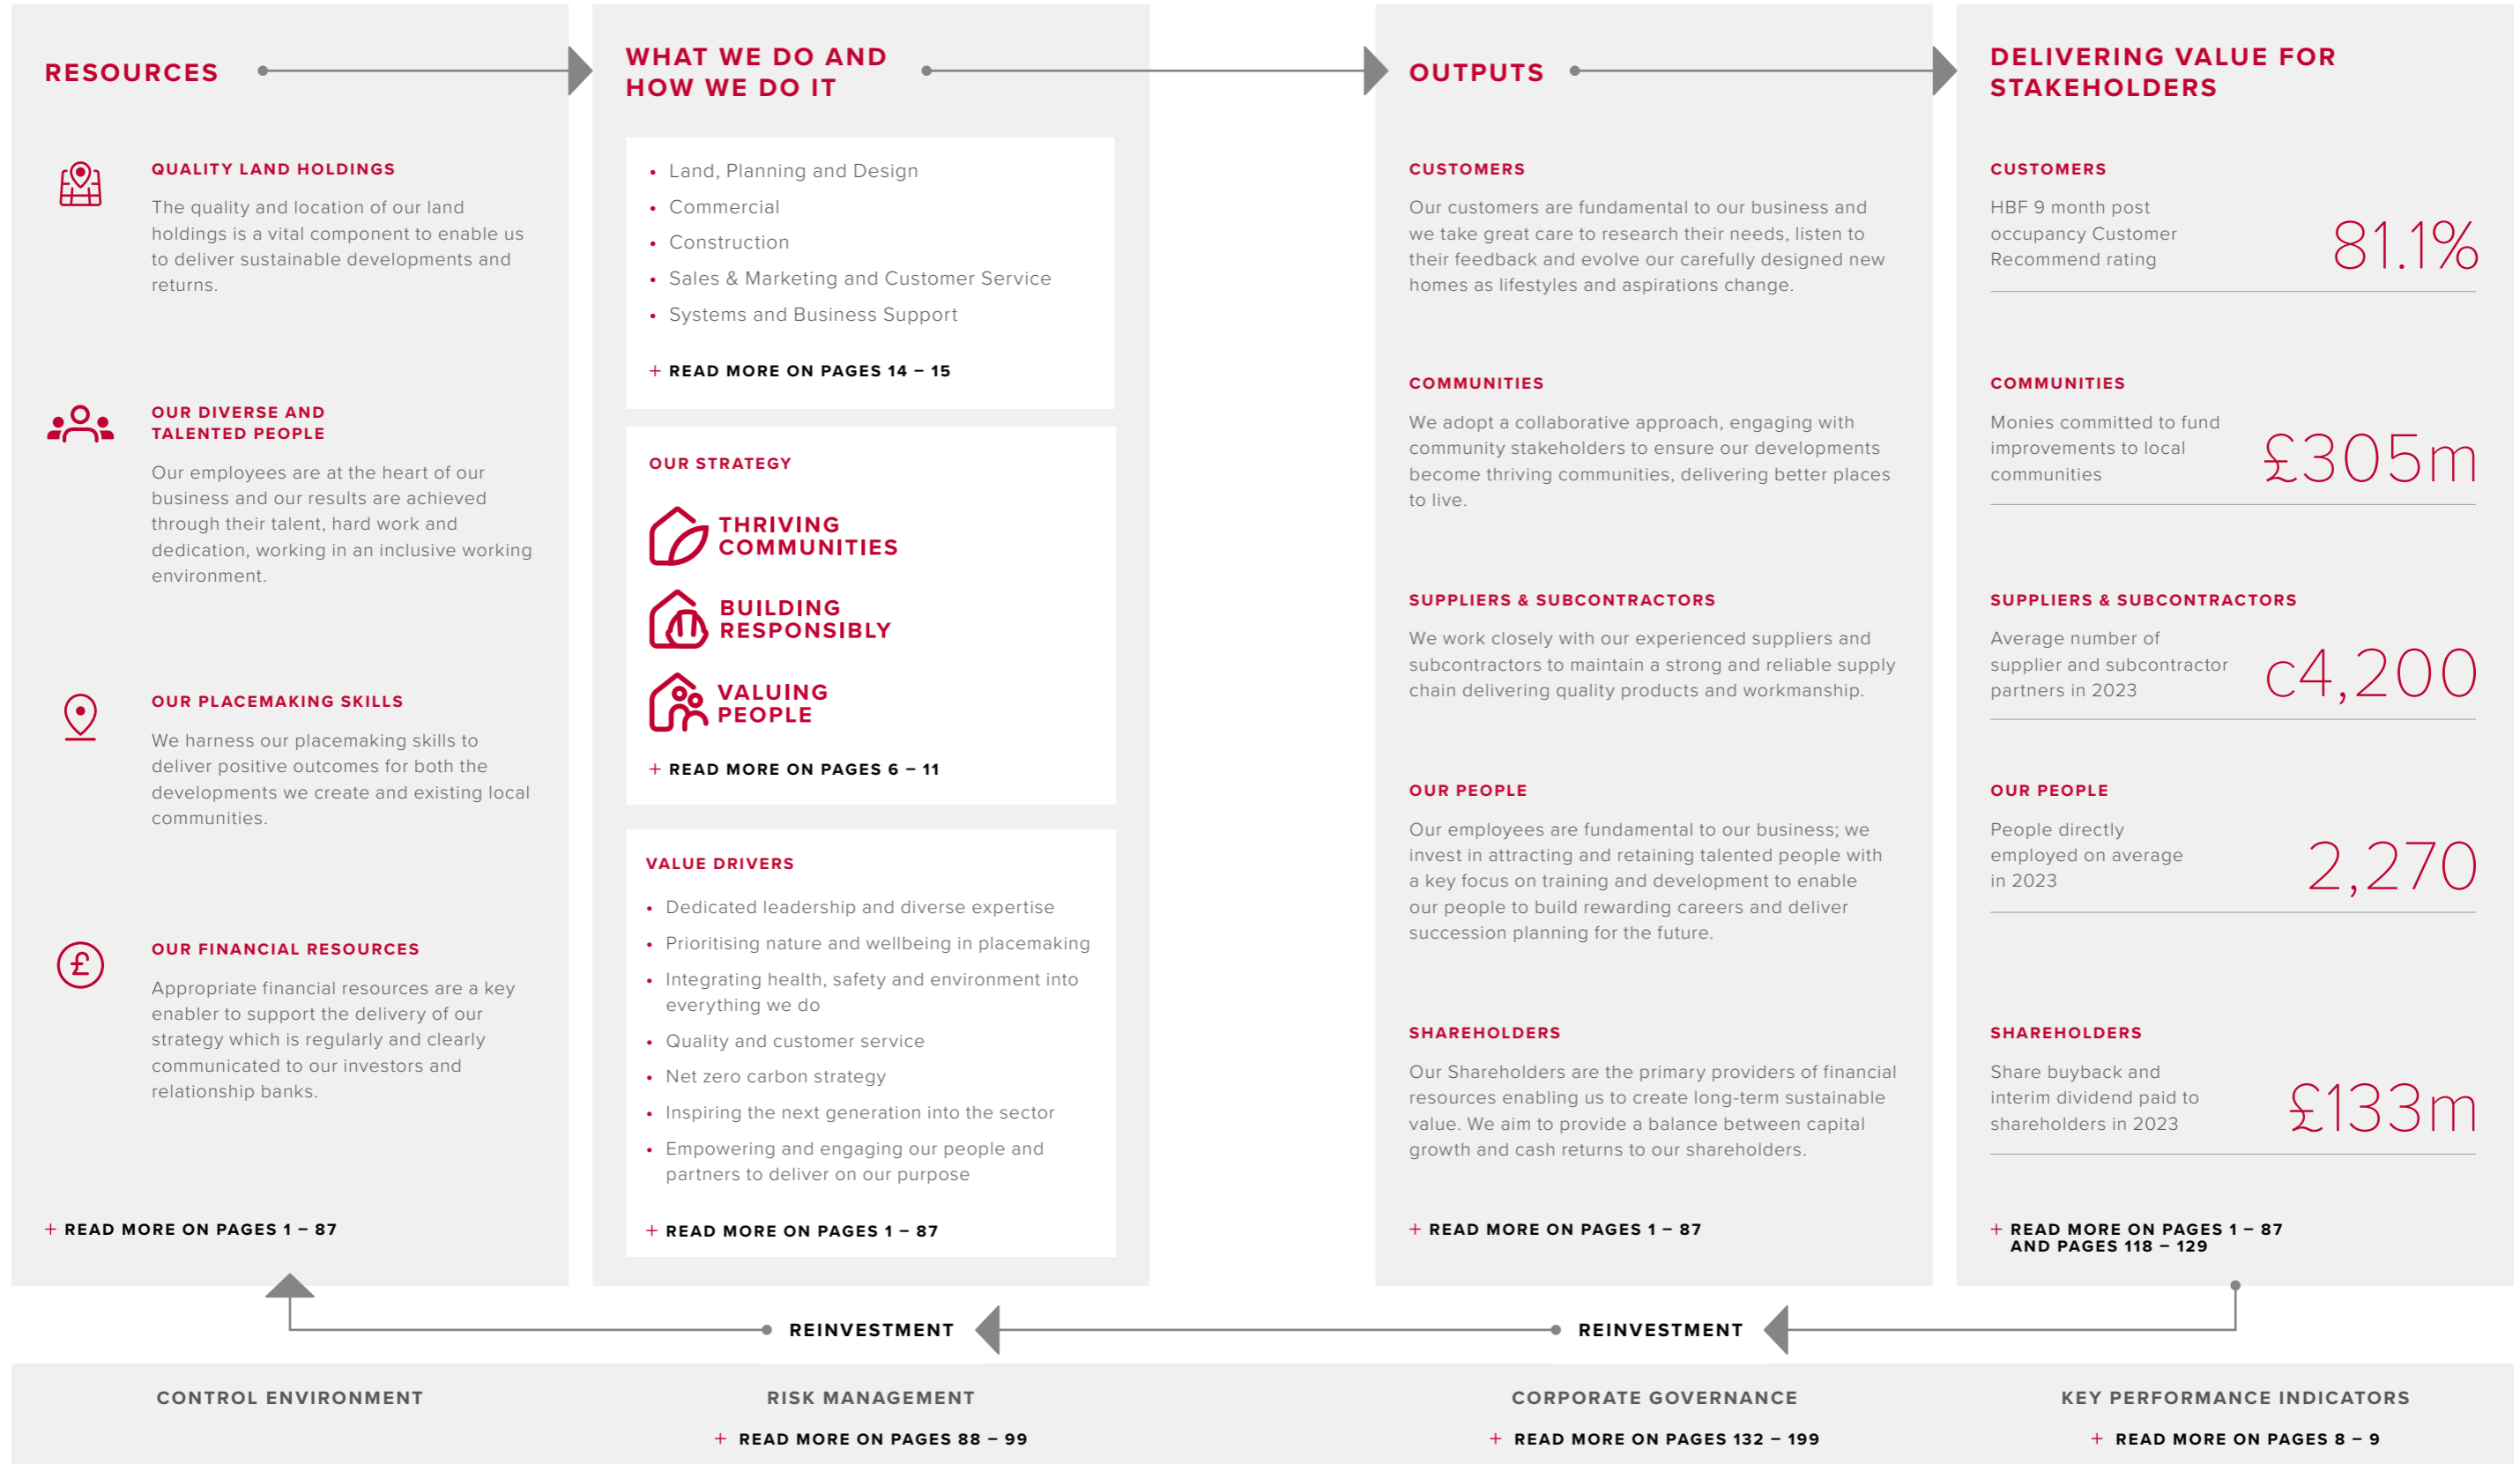 RESOURCES
QUALITY LAND HOLDINGS
The quality and location of our land
holdings is a vital component to enable us
to deliver sustainable developments and
returns.
OUR DIVERSE AND
TALENTED PEOPLE
Our employees are at the heart of our
business and our results are achieved
through their talent, hard work and
dedication, working in an inclusive working
environment.
OUR PLACEMAKING SKILLS
We harness our placemaking skills to
deliver positive outcomes for both the
developments we create and existing local
communities.
£
OUR FINANCIAL RESOURCES
Appropriate financial resources are a key
enabler to support the delivery of our
strategy which is regularly and clearly
communicated to our investors and
relationship banks.
+ READ MORE ON PAGES 1 – 87
WHAT WE DO AND
HOW WE DO IT
• Land, Planning and Design
• Commercial
• Construction
• Sales & Marketing and Customer Service
• Systems and Business Support
+ READ MORE ON PAGES 14 – 15
OUR STRATEGY
THRIVING
COMMUNITIES
BUILDING
RESPONSIBLY
VALUING
PEOPLE
+ READ MORE ON PAGES 6 – 11
VALUE DRIVERS
• Dedicated leadership and diverse expertise
• Prioritising nature and wellbeing in placemaking
• Integrating health, safety and environment into
everything we do
• Quality and customer service
• Net zero carbon strategy
• Inspiring the next generation into the sector
• Empowering and engaging our people and
partners to deliver on our purpose
+ READ MORE ON PAGES 1 – 87
OUTPUTS
CUSTOMERS
Our customers are fundamental to our business and
we take great care to research their needs, listen to
their feedback and evolve our carefully designed new
homes as lifestyles and aspirations change.
COMMUNITIES
We adopt a collaborative approach, engaging with
community stakeholders to ensure our developments
become thriving communities, delivering better places
to live.
SUPPLIERS & SUBCONTRACTORS
We work closely with our experienced suppliers and
subcontractors to maintain a strong and reliable supply
chain delivering quality products and workmanship.
OUR PEOPLE
Our employees are fundamental to our business; we
invest in attracting and retaining talented people with
a key focus on training and development to enable
our people to build rewarding careers and deliver
succession planning for the future.
SHAREHOLDERS
Our Shareholders are the primary providers of financial
resources enabling us to create long-term sustainable
value. We aim to provide a balance between capital
growth and cash returns to our shareholders.
+ READ MORE ON PAGES 1 – 87
DELIVERING VALUE FOR
STAKEHOLDERS
CUSTOMERS
HBF 9 month post
occupancy Customer
Recommend rating
81.1%
COMMUNITIES
Monies committed to fund
improvements to local
communities
£305m
SUPPLIERS & SUBCONTRACTORS
Average number of
supplier and subcontractor
partners in 2023
c4,200
OUR PEOPLE
People directly
employed on average
in 2023
2,270
SHAREHOLDERS
Share buyback and
interim dividend paid to
shareholders in 2023
£133m
+ READ MORE ON PAGES 1 – 87
AND PAGES 118 – 129
REINVESTMENT
REINVESTMENT
CONTROL ENVIRONMENT
RISK MANAGEMENT
+ READ MORE ON PAGES 88 – 99
CORPORATE GOVERNANCE
+ READ MORE ON PAGES 132 – 199
KEY PERFORMANCE INDICATORS
+ READ MORE ON PAGES 8 – 9